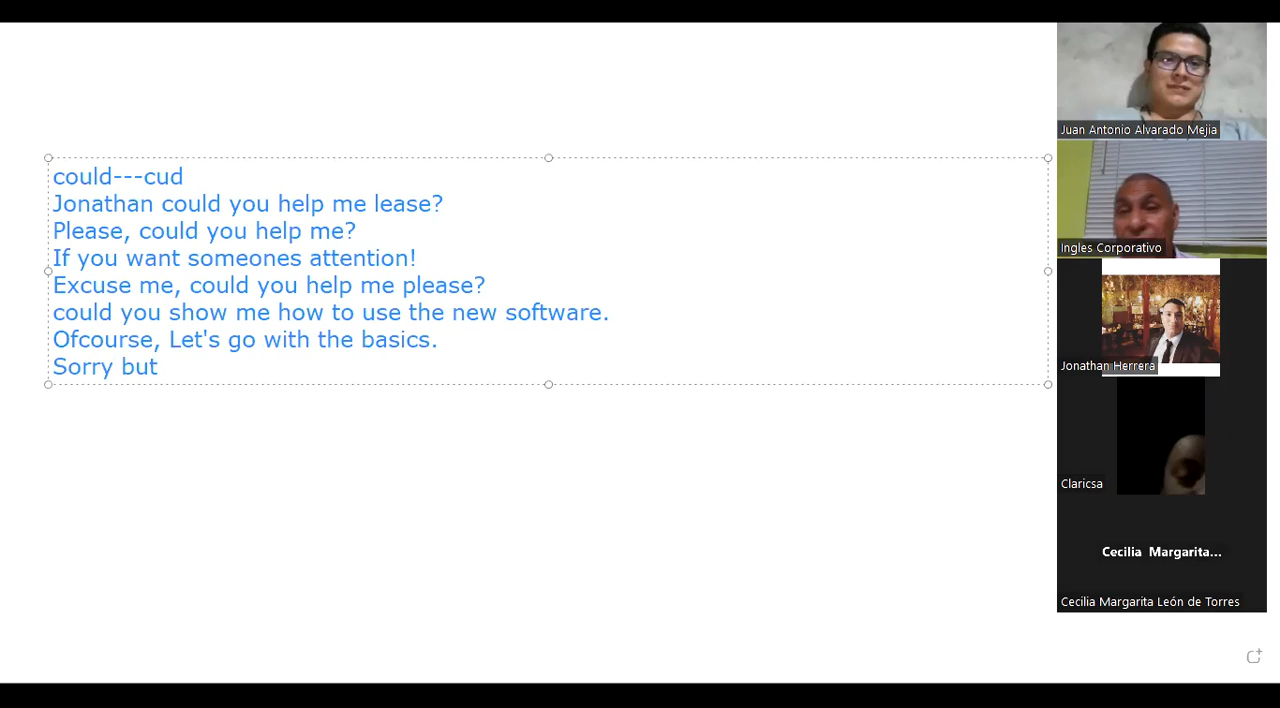 could---cud
Jonathan could you help me lease?
Please, could you help me?
If you want someones attention!
Excuse me, could you help me please?
could you show me how to use the new software.
Ofcourse, Let's go with the basics.
Sorry but
Juan Antonio Alvarado Mejia
Ingles Corporativo
Jonathan Herrera
Claricsa
Cecilia Margarita...
Cecilia Margarita León de Torres